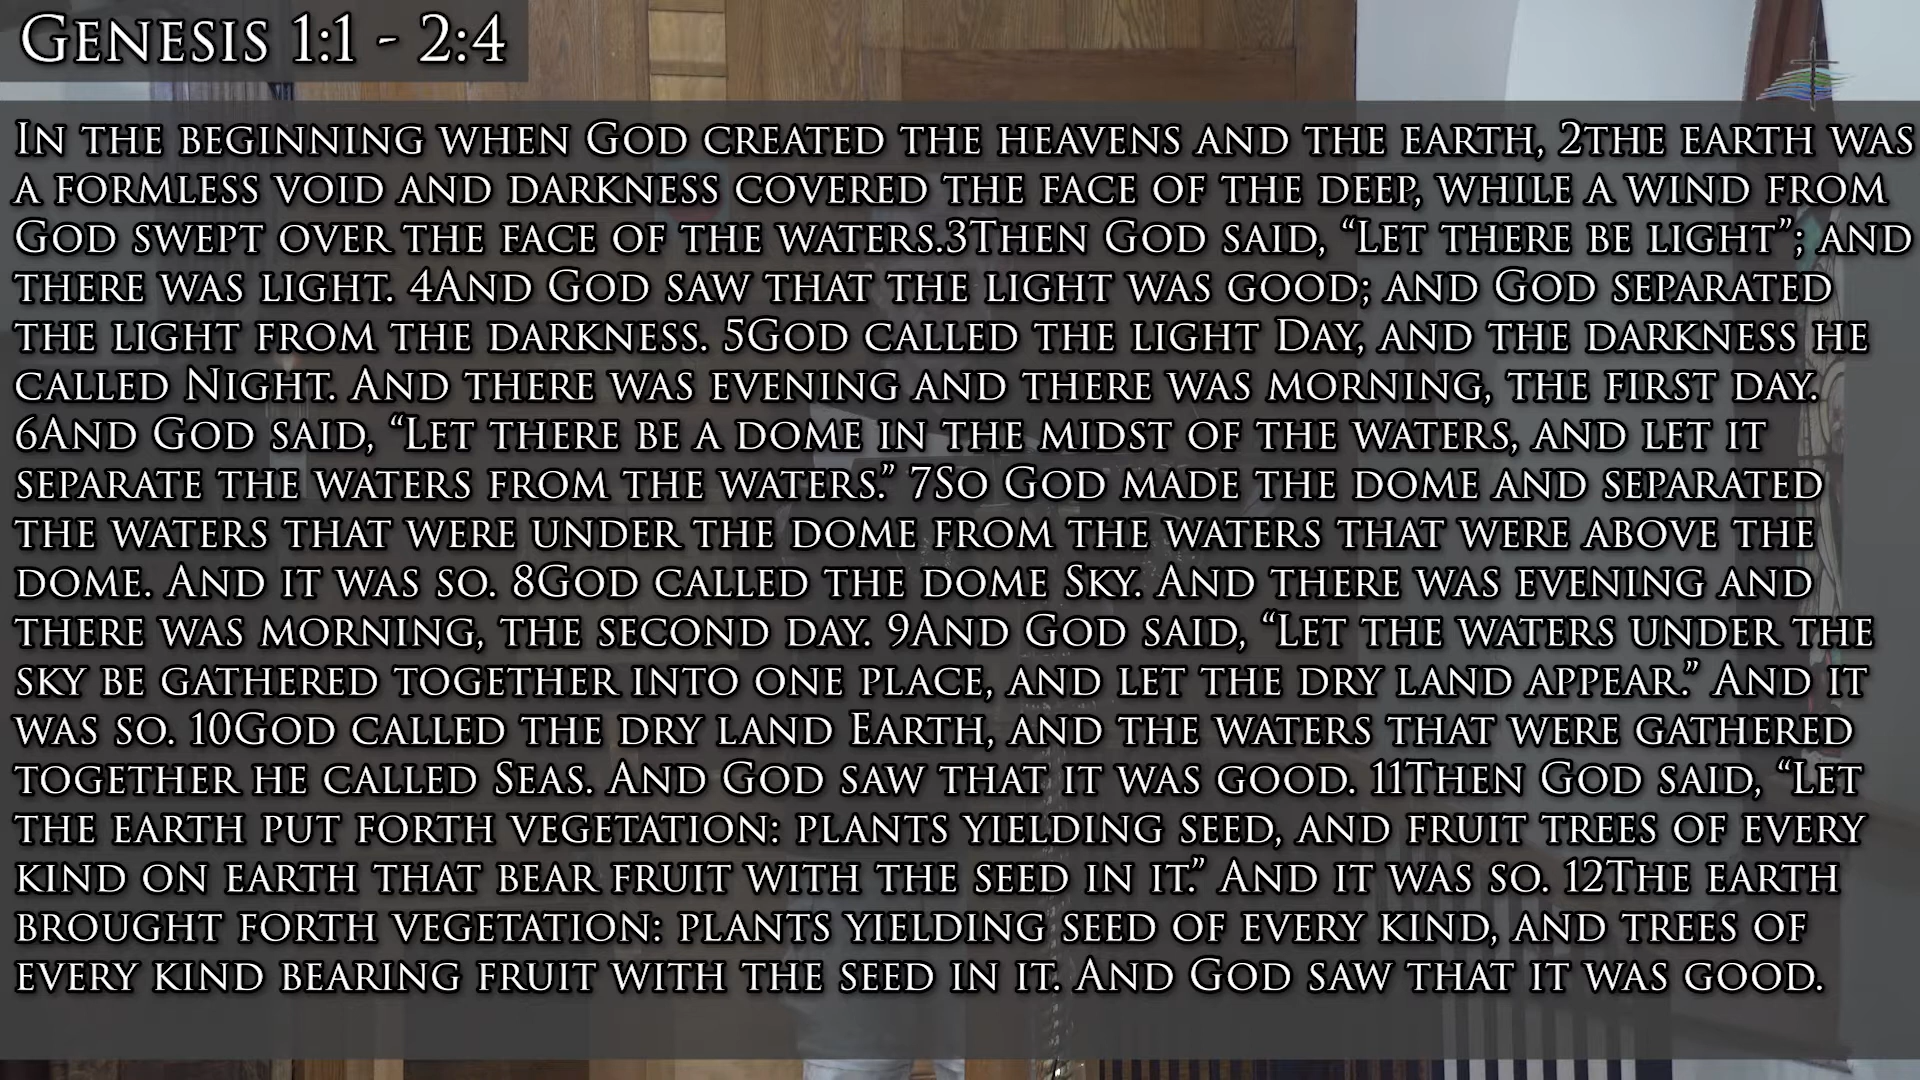 Genesis 1:1 - 2:4
In the beginning when God created the heavens and the earth, 2the earth was
a formless void and darkness covered the face of the deep, while a wind from
God swept over the face of the waters.3Then God said, “Let there be light”; and
there was light. 4And God saw that the light was good; and God separated
the light from the darkness. 5God called the light Day, and the darkness he
called Night. And there was evening and there was morning, the first day.
6And God said, “Let there be a dome in the midst of the waters, and let it
separate the waters from the waters.” 7So God made the dome and separated
the waters that were under the dome from the waters that were above the
dome. And it was so. 8God called the dome Sky. And there was evening and
there was morning, the second day. 9And God said, “Let the waters under the
sky be gathered together into one place, and let the dry land appear.” And it
was so. 10God called the dry land Earth, and the waters that were gathered
together he called Seas. And God saw that it was good. 11Then God said, “Let
the earth put forth vegetation: plants yielding seed, and fruit trees of every
kind on earth that bear fruit with the seed in it.” And it was so. 12The earth
brought forth vegetation: plants yielding seed of every kind, and trees of
every kind bearing fruit with the seed in it. And God saw that it was good.